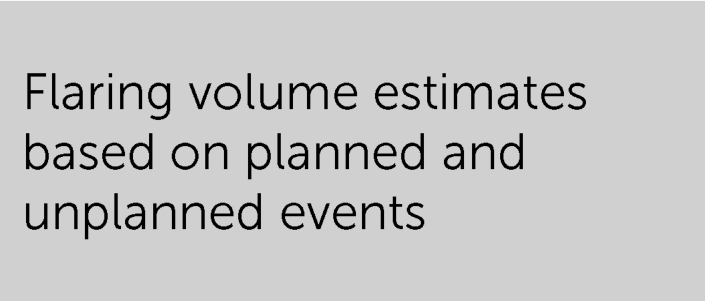 Flaring volume estimates
based on planned and
unplanned events